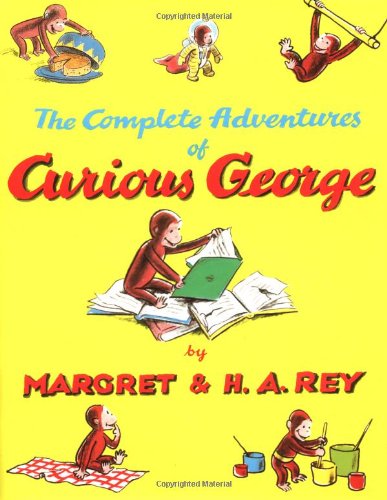 The Complete Adventures
of
Curious George
by
MARGRET & H. A. REY